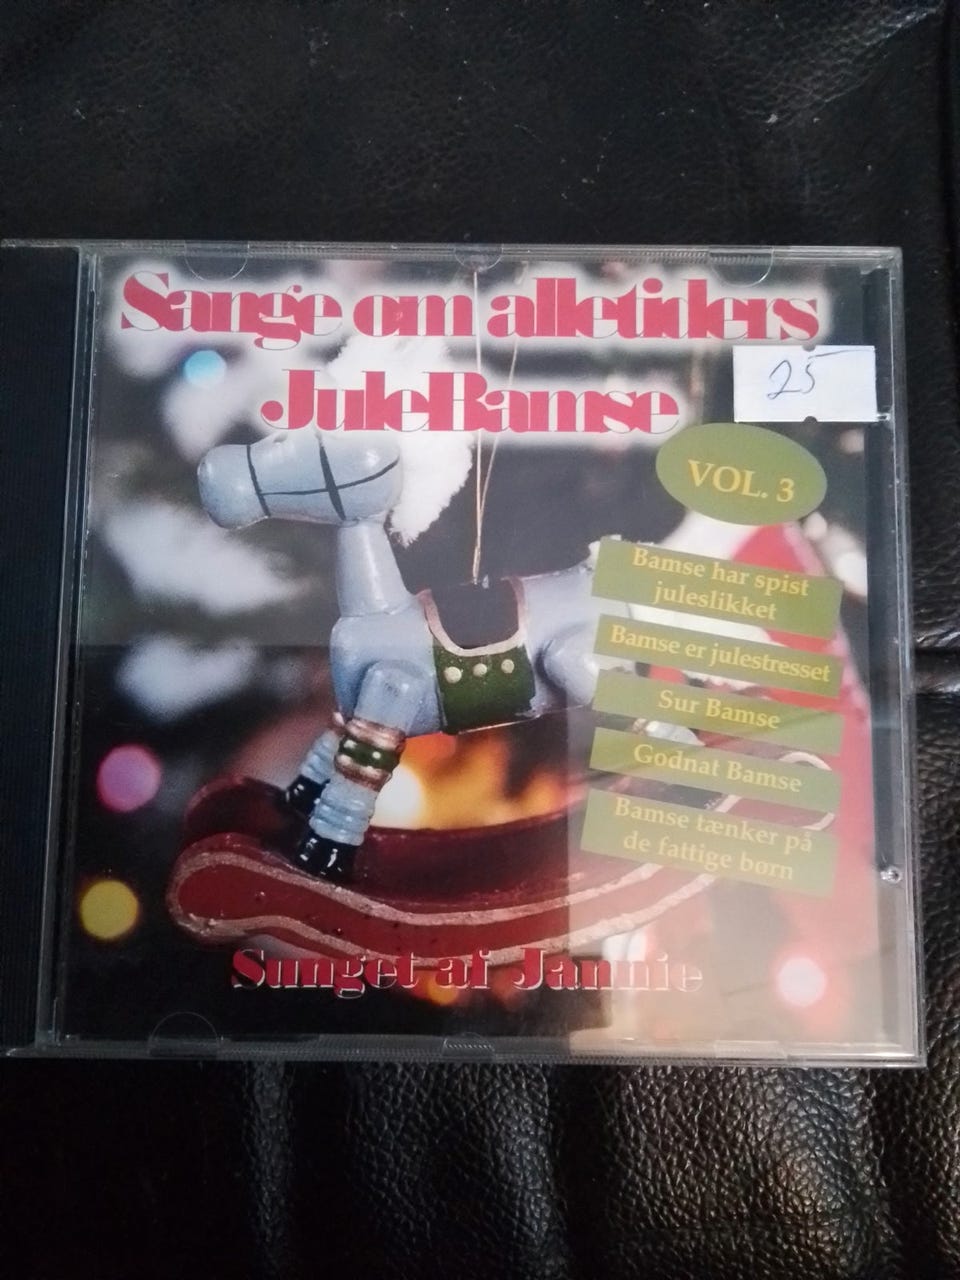 Sange om alletiders
JuleBamse
25
VOL. 3
Bamse har spist
juleslikket
Bamse er julestresset
Sur Bamse
Godnat Bamse
Bamse tænker på
de fattige børn
Sunget af Jannie